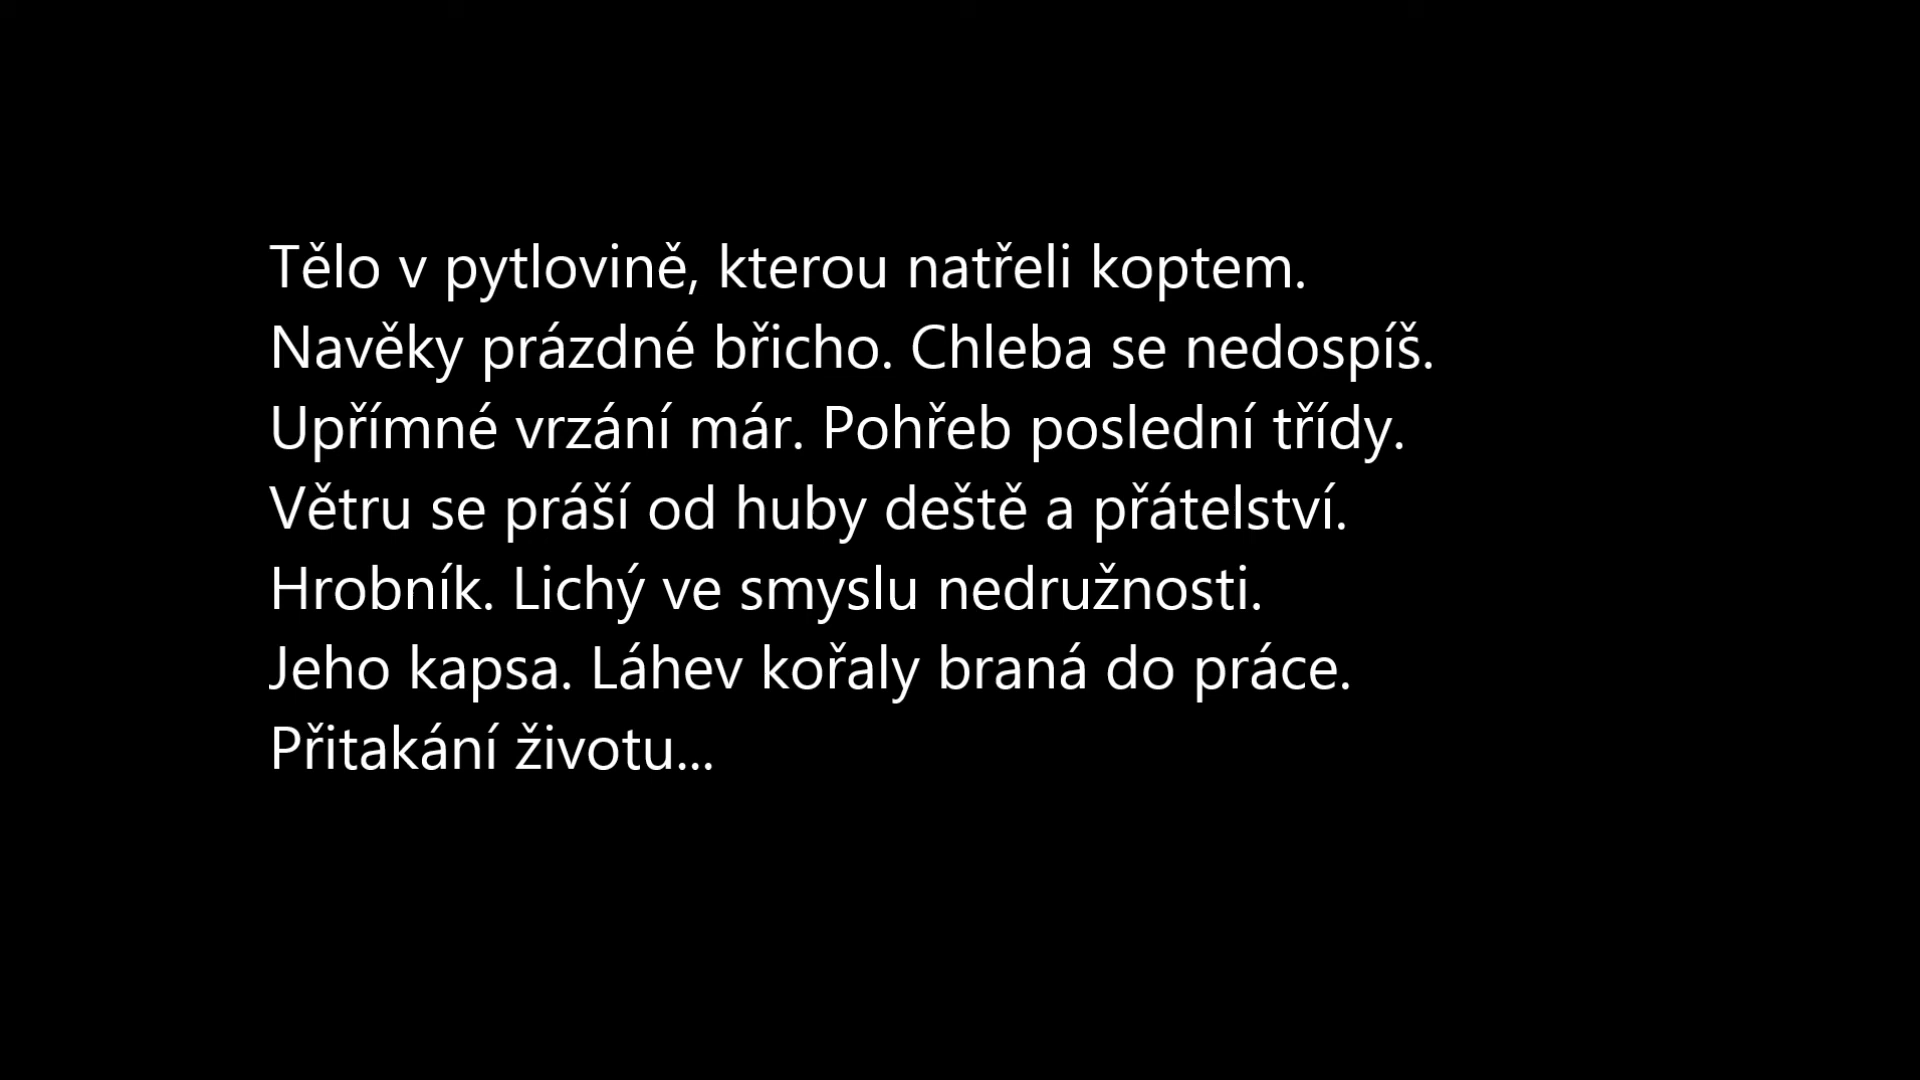 Tělo v pytlovině, kterou natřeli koptem.
Navěky prázdné břicho. Chleba se nedospíš.
Upřímné vrzání már. Pohřeb poslední třídy.
Větru se práší od huby deště a přátelství.
Hrobník. Lichý ve smyslu nedružnosti.
Jeho kapsa. Láhev kořaly braná do práce.
Přitakání životu...